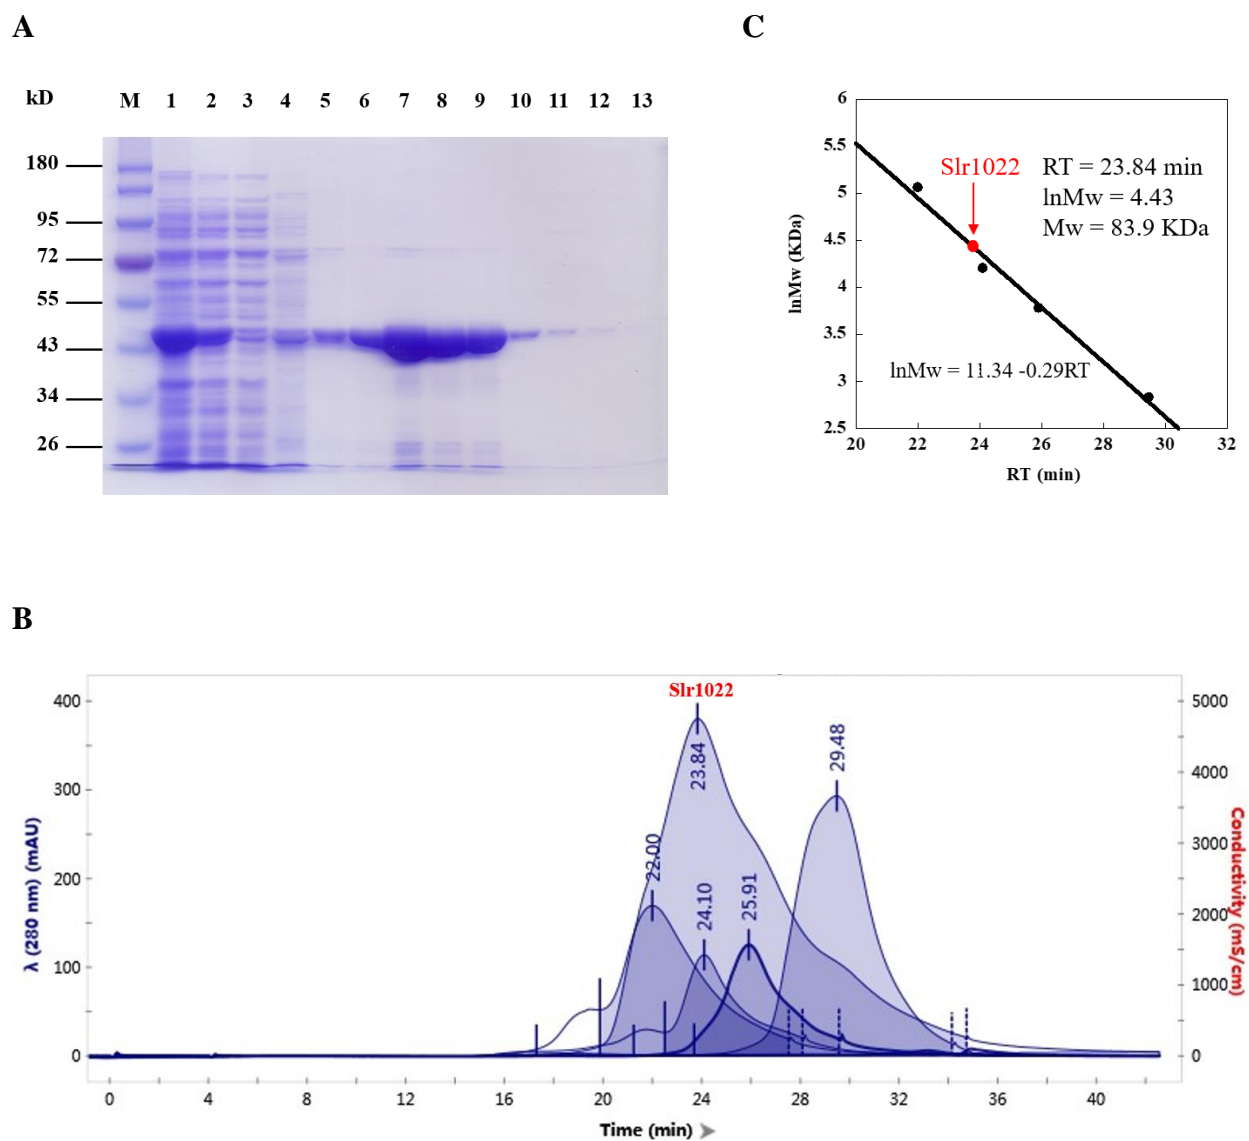 A
kD M 1 2 3 4 5 6 7 8 9 10 11 12 13
180
95
72
55
43
34
26
C
6
5.5
5
4.5
4
3.5
3
2.5
lnMw (KDa)
Slr1022
RT = 23.84 min
lnMw = 4.43
Mw = 83.9 KDa
lnMw = 11.34 -0.29RT
20 22 24 26 28 30 32
RT (min)
B
400
300
200
100
0
λ (280 nm) (mAU)
Slr1022
23.84
22.00
24.10
25.91
29.48
5000
4000
3000
2000
1000
0
Conductivity (mS/cm)
0 4 8 12 16 20 24 28 32 36 40
Time (min)